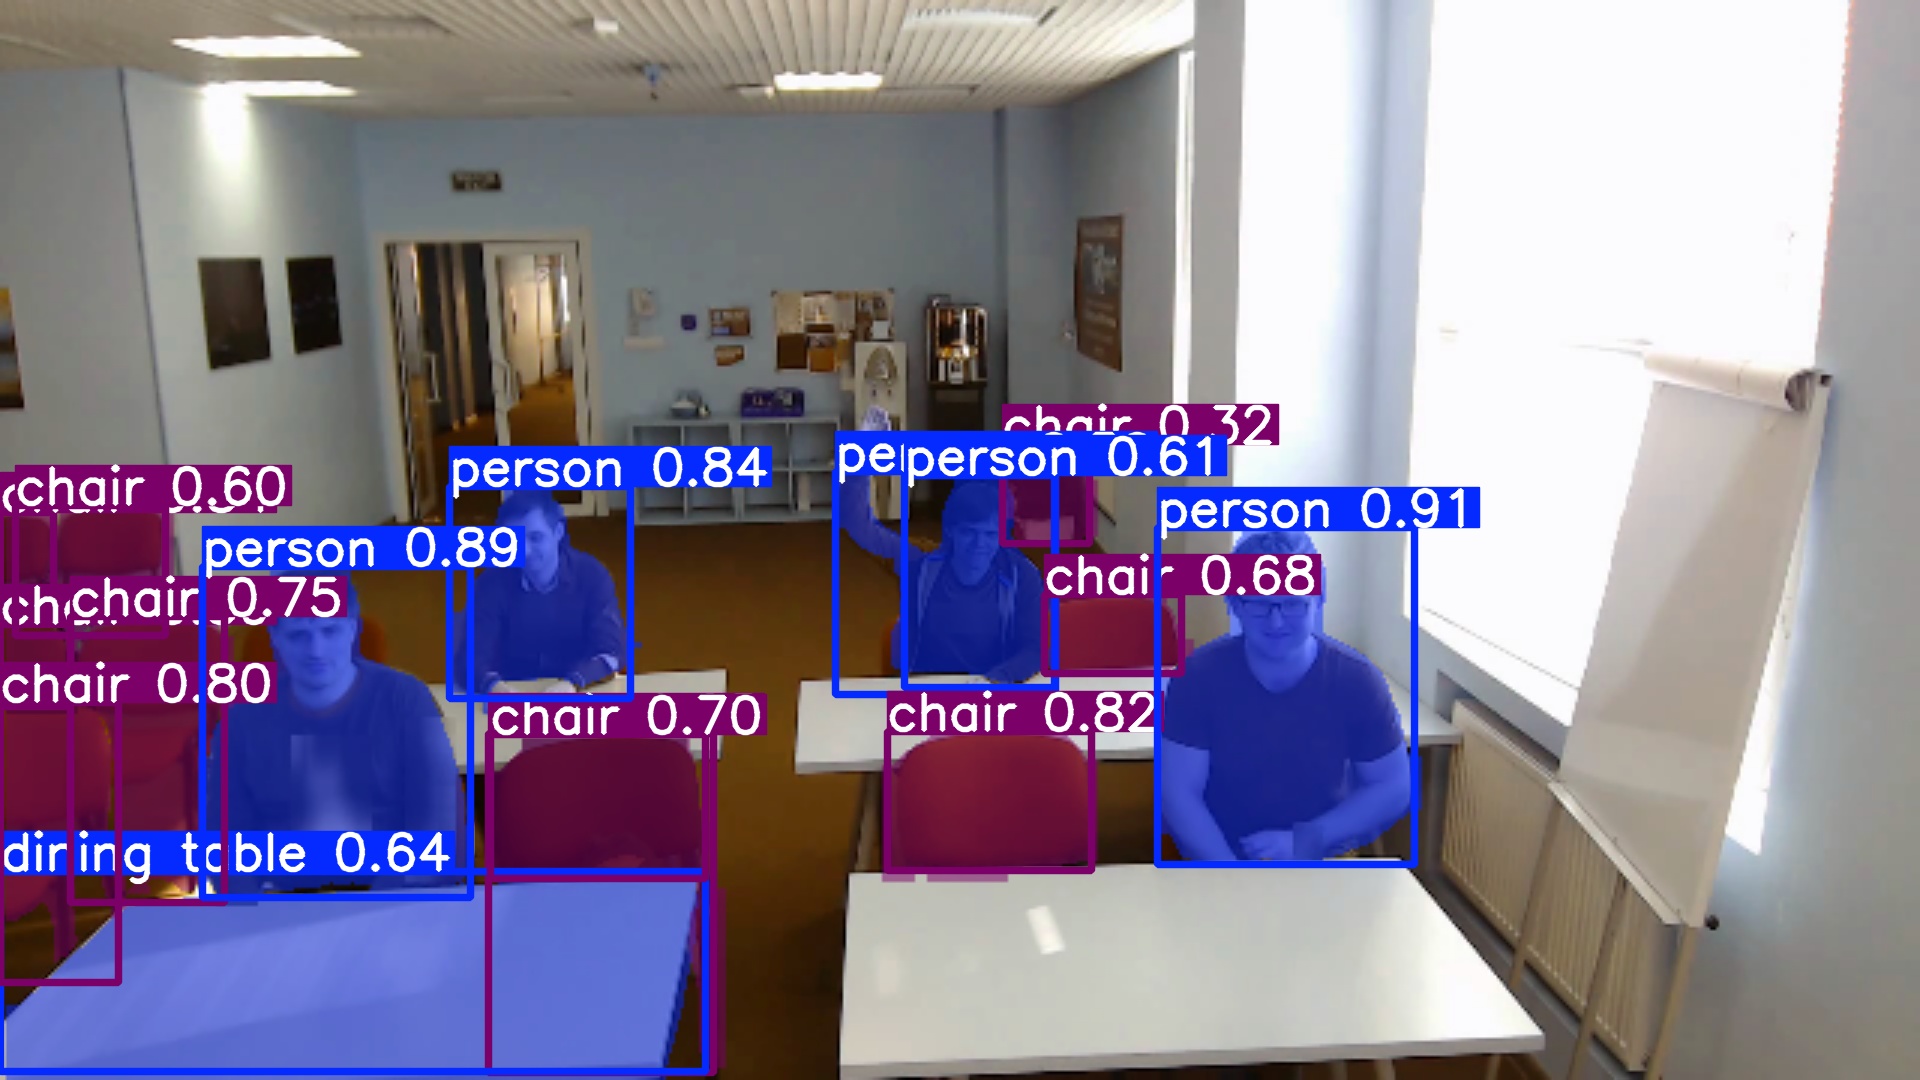 chair 0.32
person 0.61
person 0.84
chair 0.60
person 0.91
person 0.89
chair 0.68
chair 0.75
chair 0.80
chair 0.70
chair 0.82
dining table 0.64